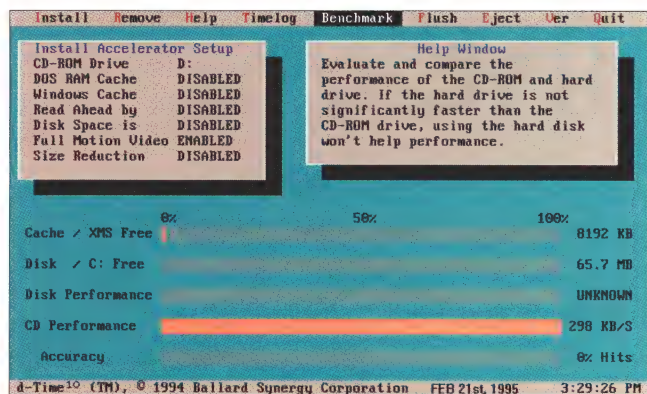 Install Remove Help Timelog Benchmark Flush Eject Ver Quit
Install Accelerator Setup
CD-ROM Drive D:
DOS RAM Cache DISABLED
Windows Cache DISABLED
Read Ahead by DISABLED
Disk Space is DISABLED
Full Motion Video ENABLED
Size Reduction DISABLED
Help Window
Evaluate and compare the
performance of the CD-ROM and hard
drive. If the hard drive is not
significantly faster than the
CD-ROM drive, using the hard disk
won't help performance.
0% 50% 100%
Cache / XMS Free 8192 KB
Disk / C: Free 65.7 MB
Disk Performance UNKNOWN
CD Performance 298 KB/S
Accuracy 0% Hits
d-Time10 (TM), © 1994 Ballard Synergy Corporation FEB 21st, 1995 3:29:26 PM